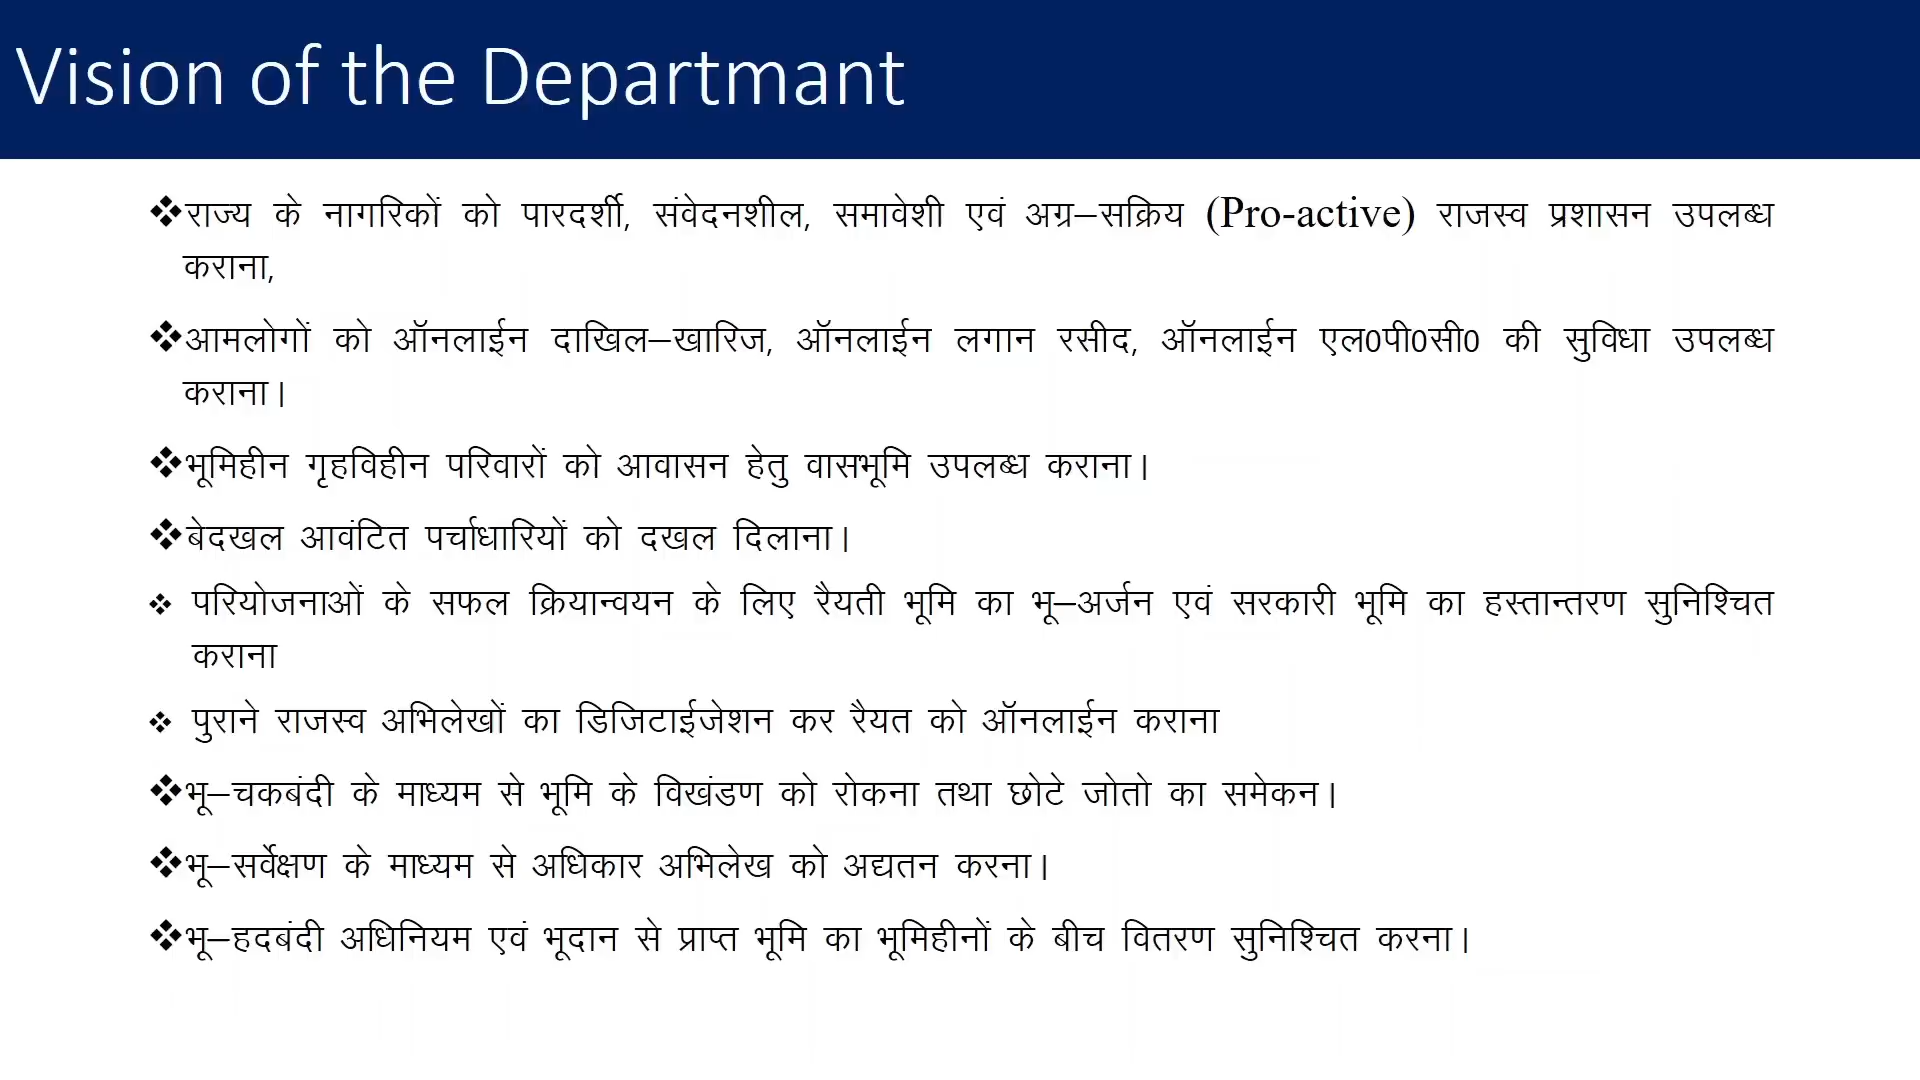 Vision of the Departmant
❖राज्य के नागरिकों को पारदर्शी, संवेदनशील, समावेशी एवं अग्र–सक्रिय (Pro-active) राजस्व प्रशासन उपलब्ध
कराना,
❖आमलोगों को ऑनलाईन दाखिल–खारिज, ऑनलाईन लगान रसीद, ऑनलाईन एल0पी0सी0 की सुविधा उपलब्ध
कराना।
❖भूमिहीन गृहविहीन परिवारों को आवासन हेतु वासभूमि उपलब्ध कराना।
❖बेदखल आवंटित पर्चाधारियों को दखल दिलाना।
❖ परियोजनाओं के सफल क्रियान्वयन के लिए रैयती भूमि का भू–अर्जन एवं सरकारी भूमि का हस्तान्तरण सुनिश्चित
कराना
❖ पुराने राजस्व अभिलेखों का डिजिटाईजेशन कर रैयत को ऑनलाईन कराना
❖भू–चकबंदी के माध्यम से भूमि के विखंडण को रोकना तथा छोटे जोतो का समेकन।
❖भू–सर्वेक्षण के माध्यम से अधिकार अभिलेख को अद्यतन करना।
❖भू–हदबंदी अधिनियम एवं भूदान से प्राप्त भूमि का भूमिहीनों के बीच वितरण सुनिश्चित करना।